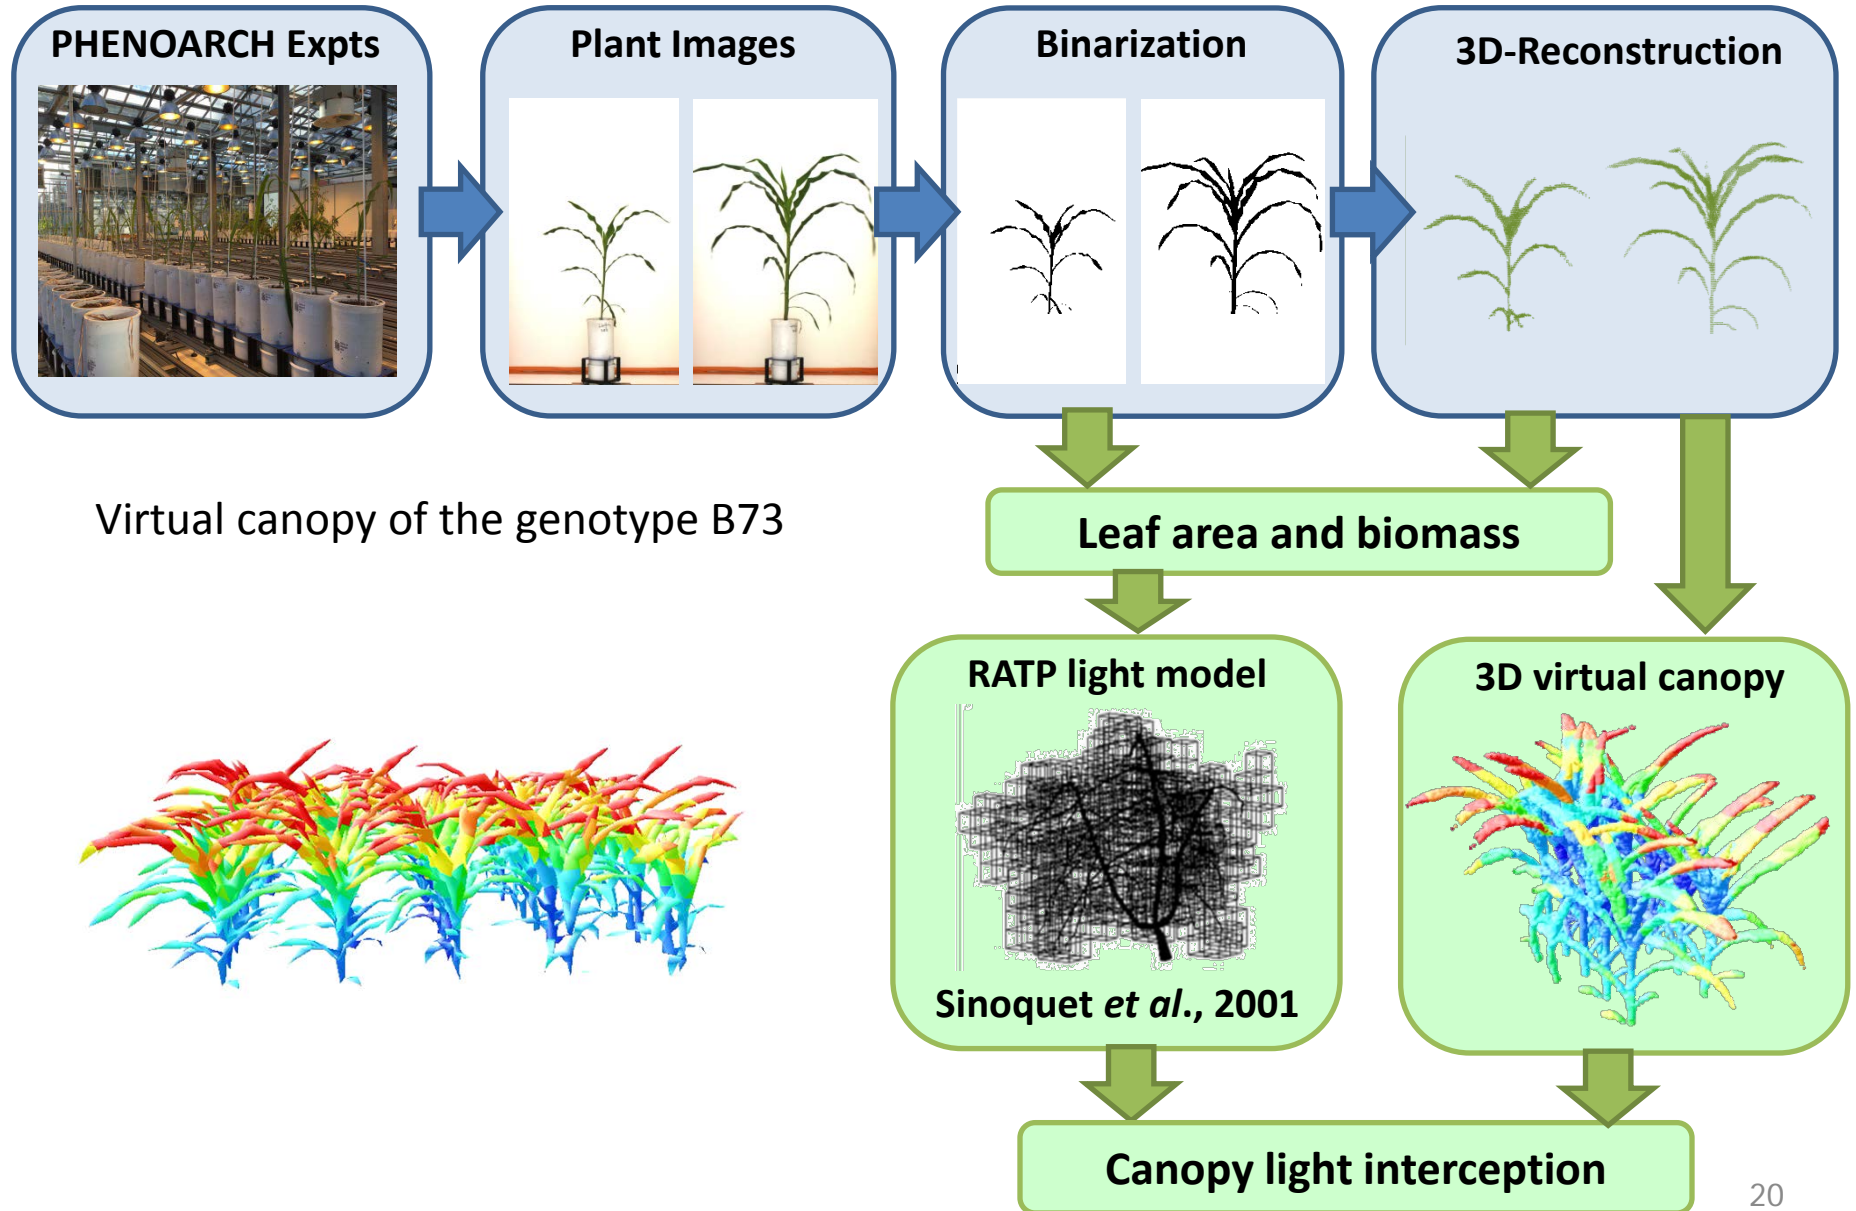 PHENOARCH Expts
Plant Images
Binarization
3D-Reconstruction
Virtual canopy of the genotype B73
Leaf area and biomass
RATP light model
3D virtual canopy
Sinoquet et al., 2001
Canopy light interception
20